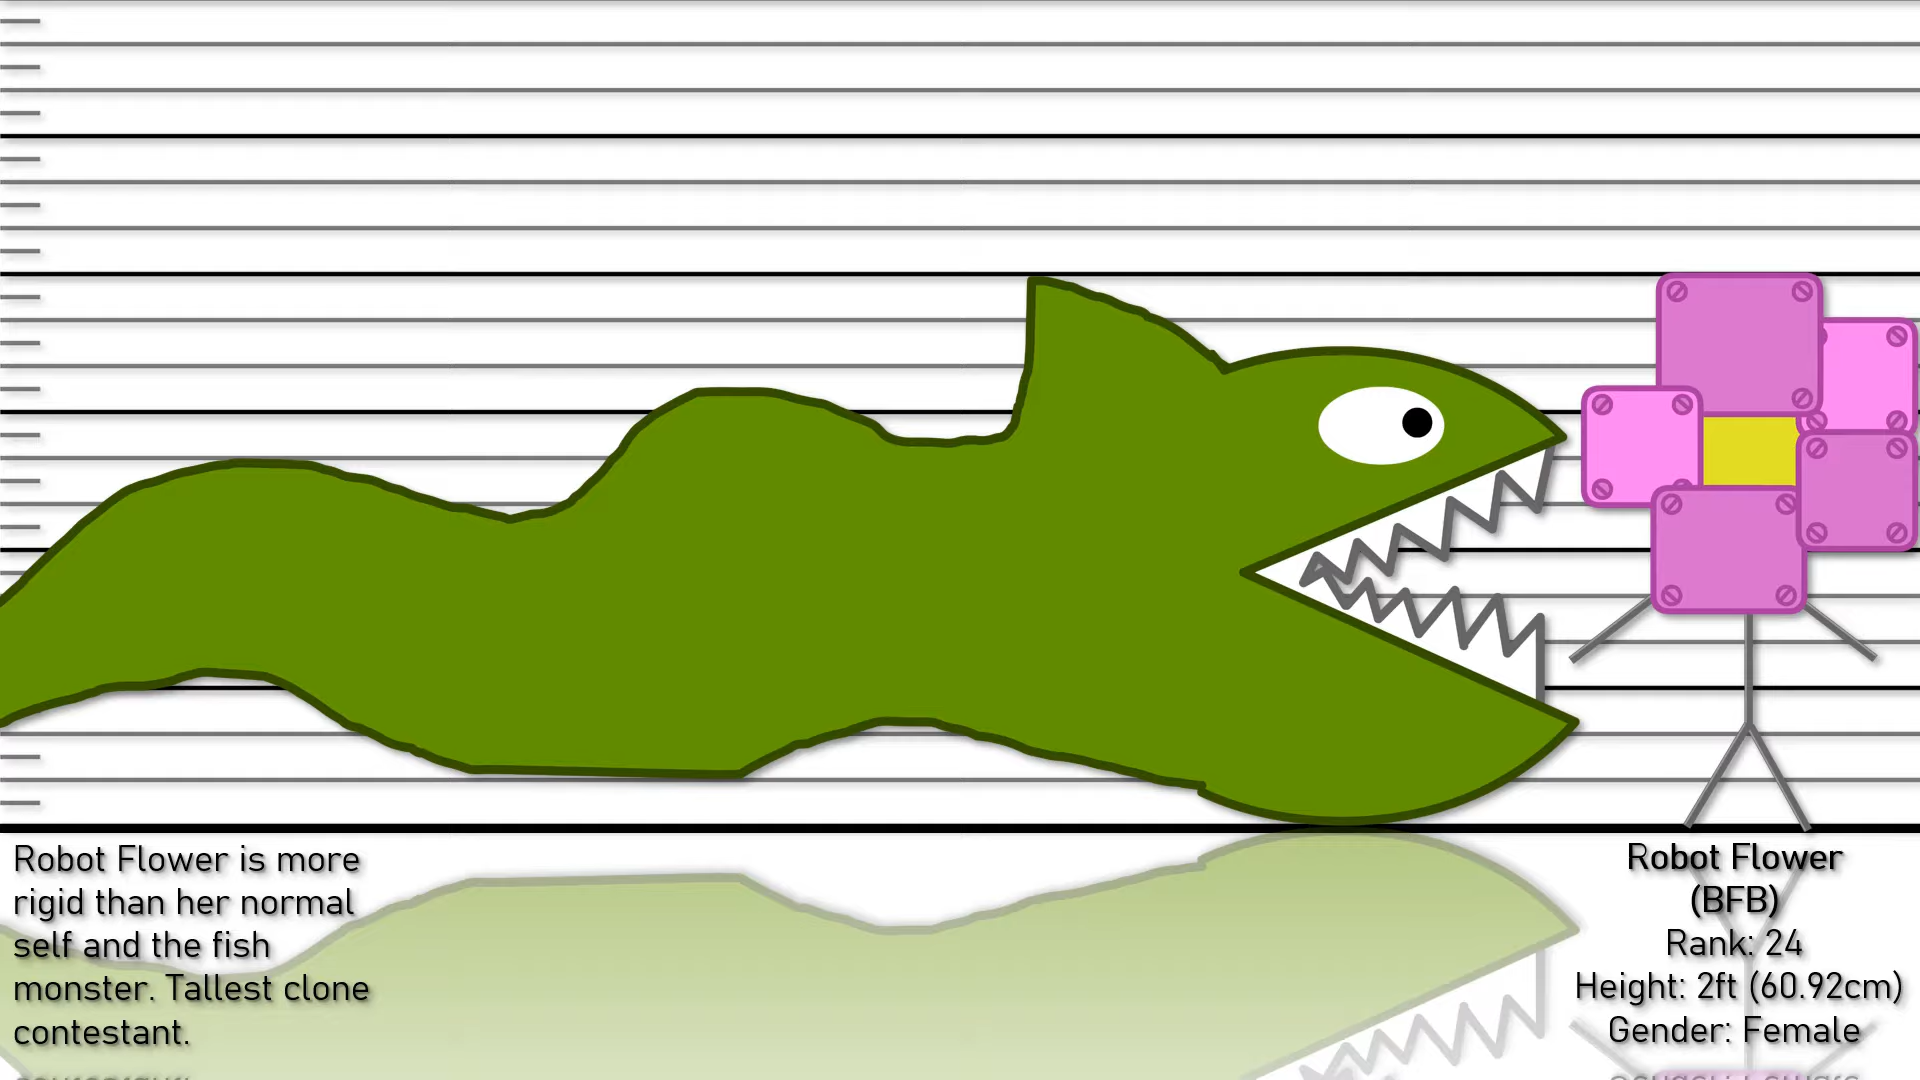 Robot Flower is more
rigid than her normal
self and the fish
monster. Tallest clone
contestant.
Robot Flower
(BFB)
Rank: 24
Height: 2ft (60.92cm)
Gender: Female